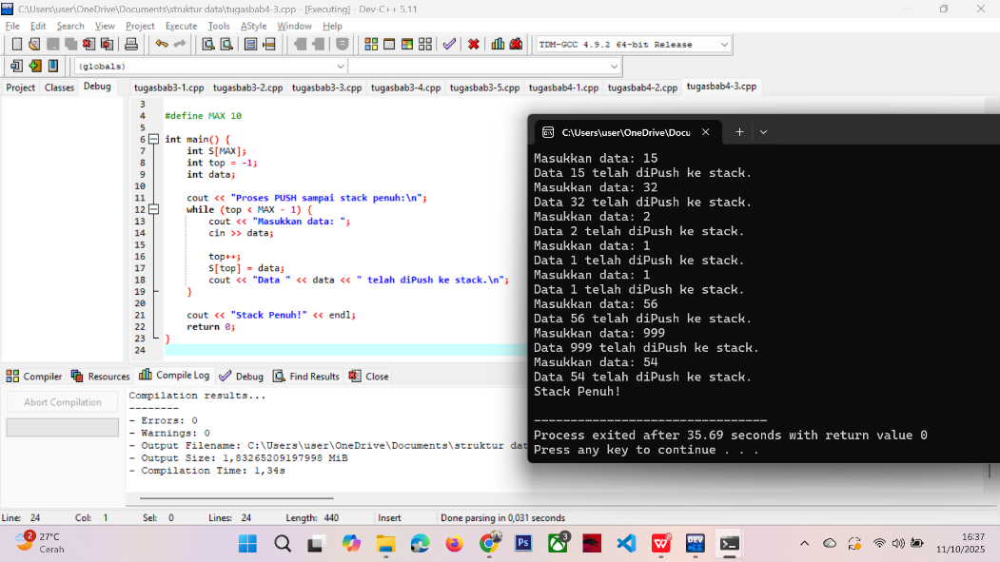 C:\Users\user\OneDrive\Documents\struktur data\tugasbab4-3.cpp - [Executing] - Dev-C++ 5.11
File Edit Search View Project Execute Tools AStyle Window Help
TDM-GCC 4.9.2 64-bit Release
(globals)
Project Classes Debug
tugasbab3-1.cpp tugasbab3-2.cpp tugasbab3-3.cpp tugasbab3-4.cpp tugasbab3-5.cpp tugasbab4-1.cpp tugasbab4-2.cpp tugasbab4-3.cpp
3
4 #define MAX 10
5
6 int main() {
7 int S[MAX];
8 int top = -1;
9 int data;
10
11 cout << "Proses PUSH sampai stack penuh:\n";
12 while (top < MAX - 1) {
13 cout << "Masukkan data: ";
14 cin >> data;
15
16 top++;
17 S[top] = data;
18 cout << "Data " << data << " telah diPush ke stack.\n";
19 }
20
21 cout << "Stack Penuh!" << endl;
22 return 0;
23 }
24
C:\Users\user\OneDrive\Docu
Masukkan data: 15
Data 15 telah diPush ke stack.
Masukkan data: 32
Data 32 telah diPush ke stack.
Masukkan data: 2
Data 2 telah diPush ke stack.
Masukkan data: 1
Data 1 telah diPush ke stack.
Masukkan data: 1
Data 1 telah diPush ke stack.
Masukkan data: 56
Data 56 telah diPush ke stack.
Masukkan data: 999
Data 999 telah diPush ke stack.
Masukkan data: 54
Data 54 telah diPush ke stack.
Stack Penuh!
--------------------------------
Process exited after 35.69 seconds with return value 0
Press any key to continue . . .
Compiler Resources Compile Log Debug Find Results Close
Abort Compilation
Compilation results...
--------
- Errors: 0
- Warnings: 0
- Output Filename: C:\Users\user\OneDrive\Documents\struktur dat
- Output Size: 1,83265209197998 MiB
- Compilation Time: 1,34s
Line: 24 Col: 1 Sel: 0 Lines: 24 Length: 440 Insert Done parsing in 0,031 seconds
2
27°C
Cerah
Ps
3
DEV
16:37
11/10/2025